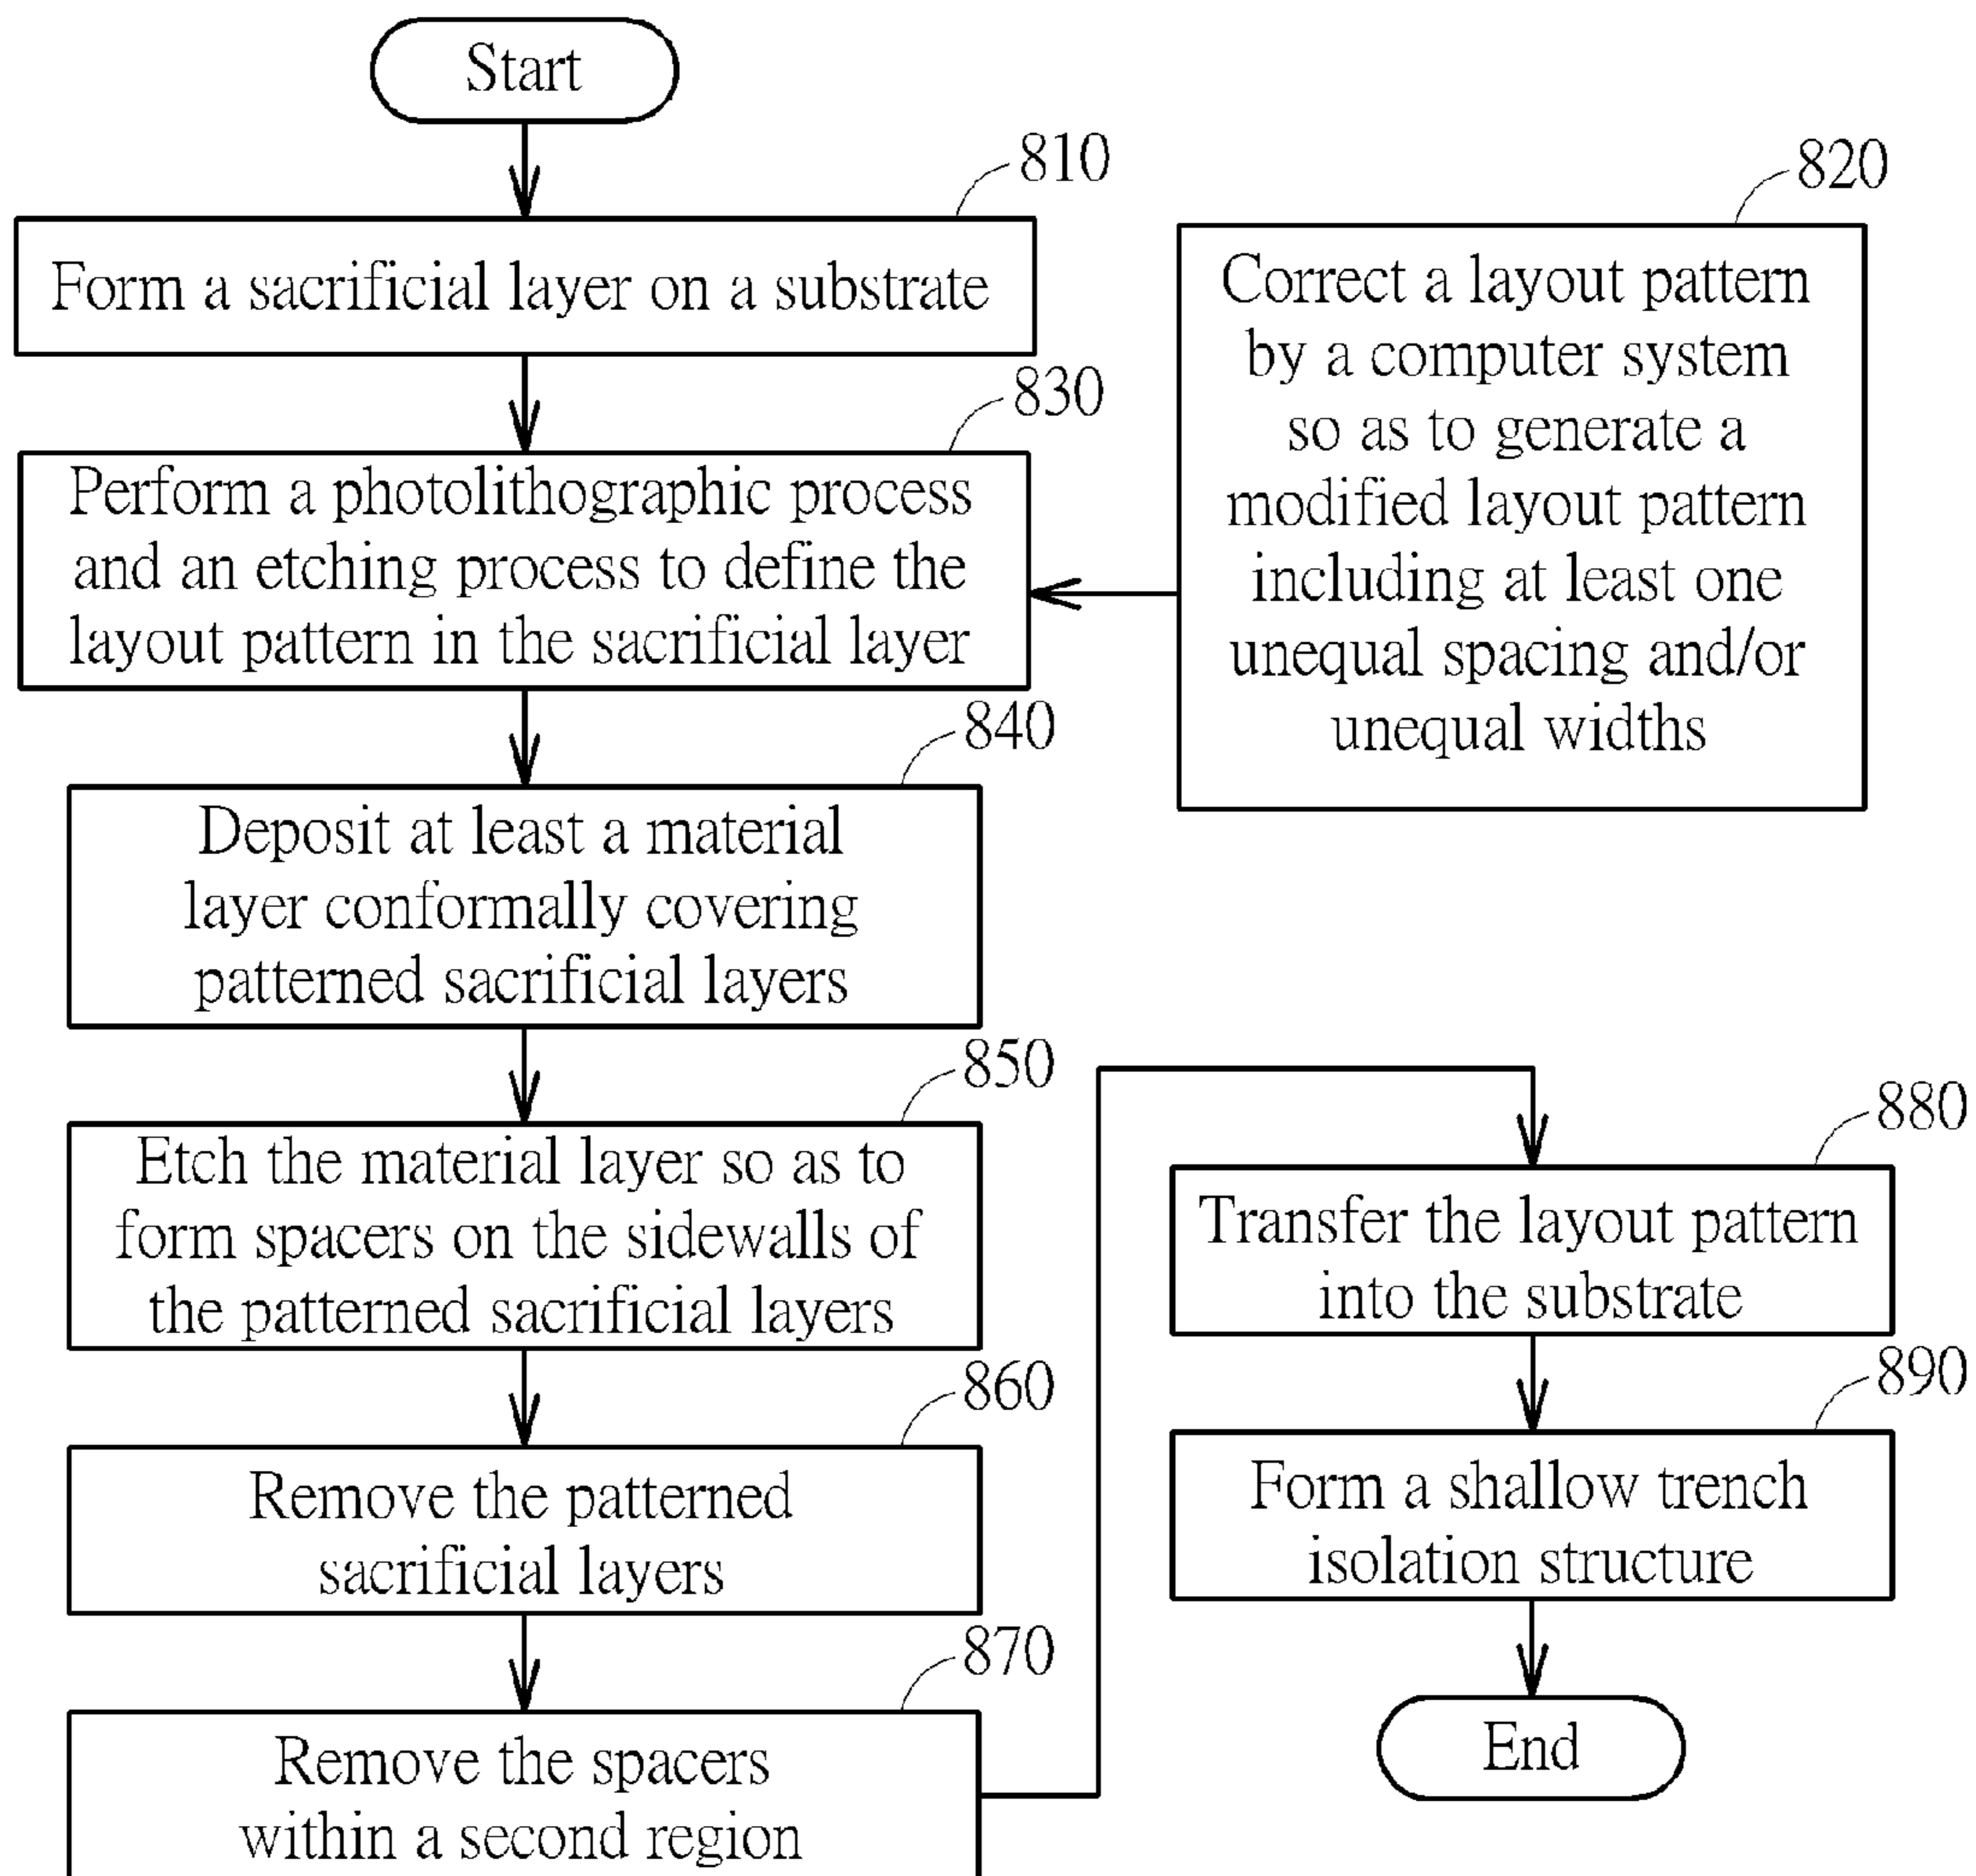 Start
810
Form a sacrificial layer on a substrate
820
Correct a layout pattern
by a computer system
so as to generate a
modified layout pattern
including at least one
unequal spacing and/or
unequal widths
830
Perform a photolithographic process
and an etching process to define the
layout pattern in the sacrificial layer
840
Deposit at least a material
layer conformally covering
patterned sacrificial layers
850
Etch the material layer so as to
form spacers on the sidewalls of
the patterned sacrificial layers
860
Remove the patterned
sacrificial layers
870
Remove the spacers
within a second region
880
Transfer the layout pattern
into the substrate
890
Form a shallow trench
isolation structure
End